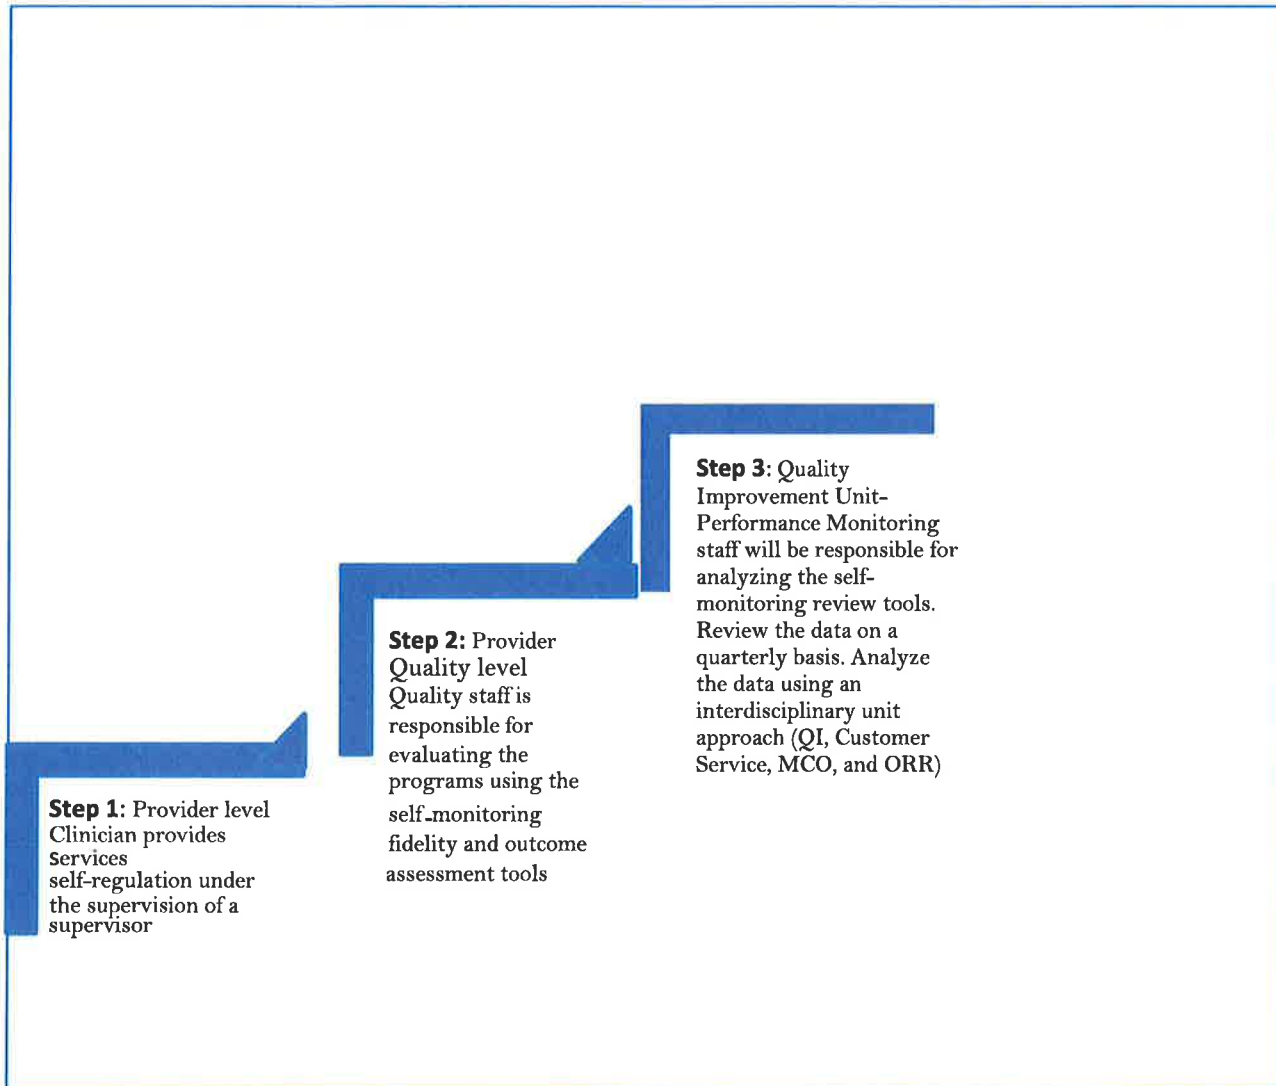 Step 1: Provider level
Clinician provides
Services
self-regulation under
the supervision of a
supervisor
Step 2: Provider
Quality level
Quality staff is
responsible for
evaluating the
programs using the
self-monitoring
fidelity and outcome
assessment tools
Step 3: Quality
Improvement Unit-
Performance Monitoring
staff will be responsible for
analyzing the self-
monitoring review tools.
Review the data on a
quarterly basis. Analyze
the data using an
interdisciplinary unit
approach (QI, Customer
Service, MCO, and ORR)